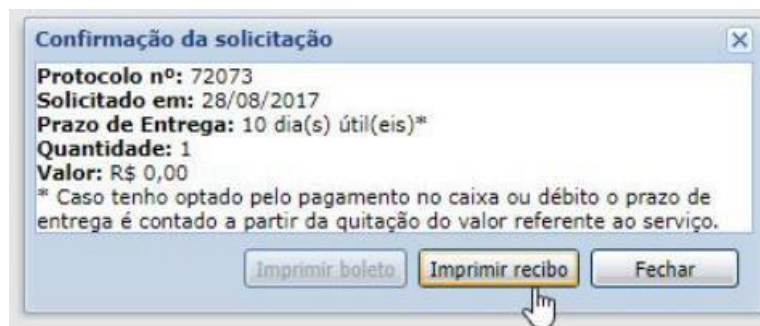 Confirmação da solicitação
Protocolo nº: 72073
Solicitado em: 28/08/2017
Prazo de Entrega: 10 dia(s) útil(eis)*
Quantidade: 1
Valor: R$ 0,00
* Caso tenho optado pelo pagamento no caixa ou débito o prazo de
entrega é contado a partir da quitação do valor referente ao serviço.
Imprimir boleto Imprimir recibo Fechar